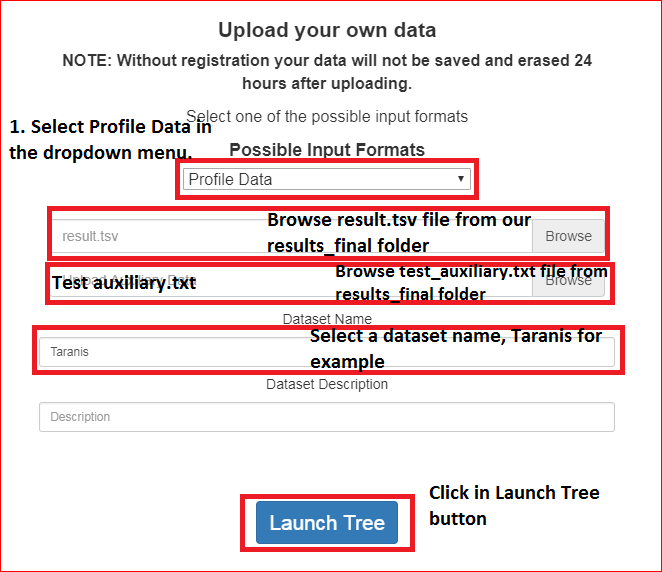 Upload your own data
NOTE: Without registration your data will not be saved and erased 24
hours after uploading.
Select one of the possible input formats
1. Select Profile Data in
the dropdown menu.
Possible Input Formats
Profile Data
result.tsv
Browse result.tsv file from our
results_final folder
Browse
Upload Auxiliary Data
Test auxiliary.txt
Browse test_auxiliary.txt file from
results_final folder
Browse
Dataset Name
Select a dataset name, Taranis for
example
Taranis
Dataset Description
Description
Launch Tree
Click in Launch Tree
button